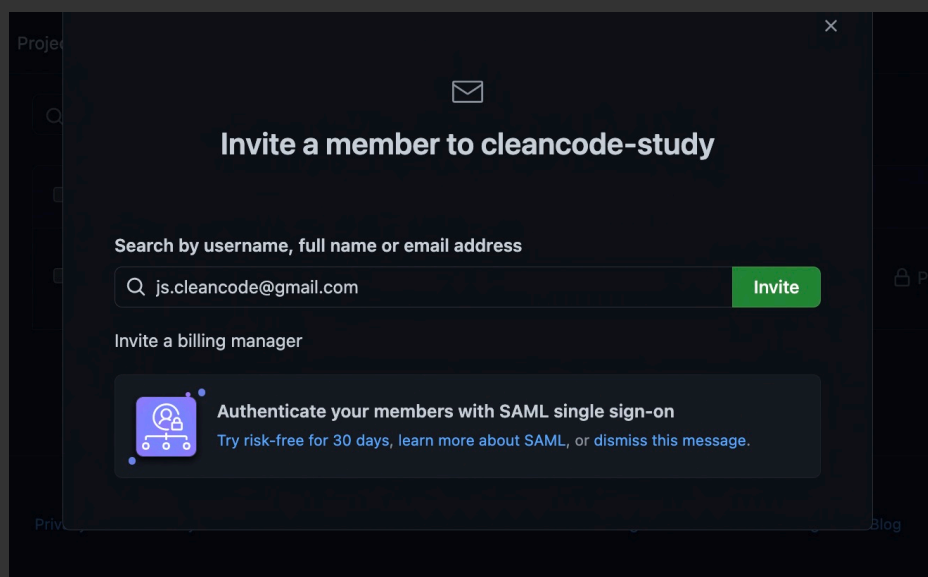 Invite a member to cleancode-study
Search by username, full name or email address
js.cleancode@gmail.com
Invite
Invite a billing manager
Authenticate your members with SAML single sign-on
Try risk-free for 30 days, learn more about SAML, or dismiss this message.
Blog